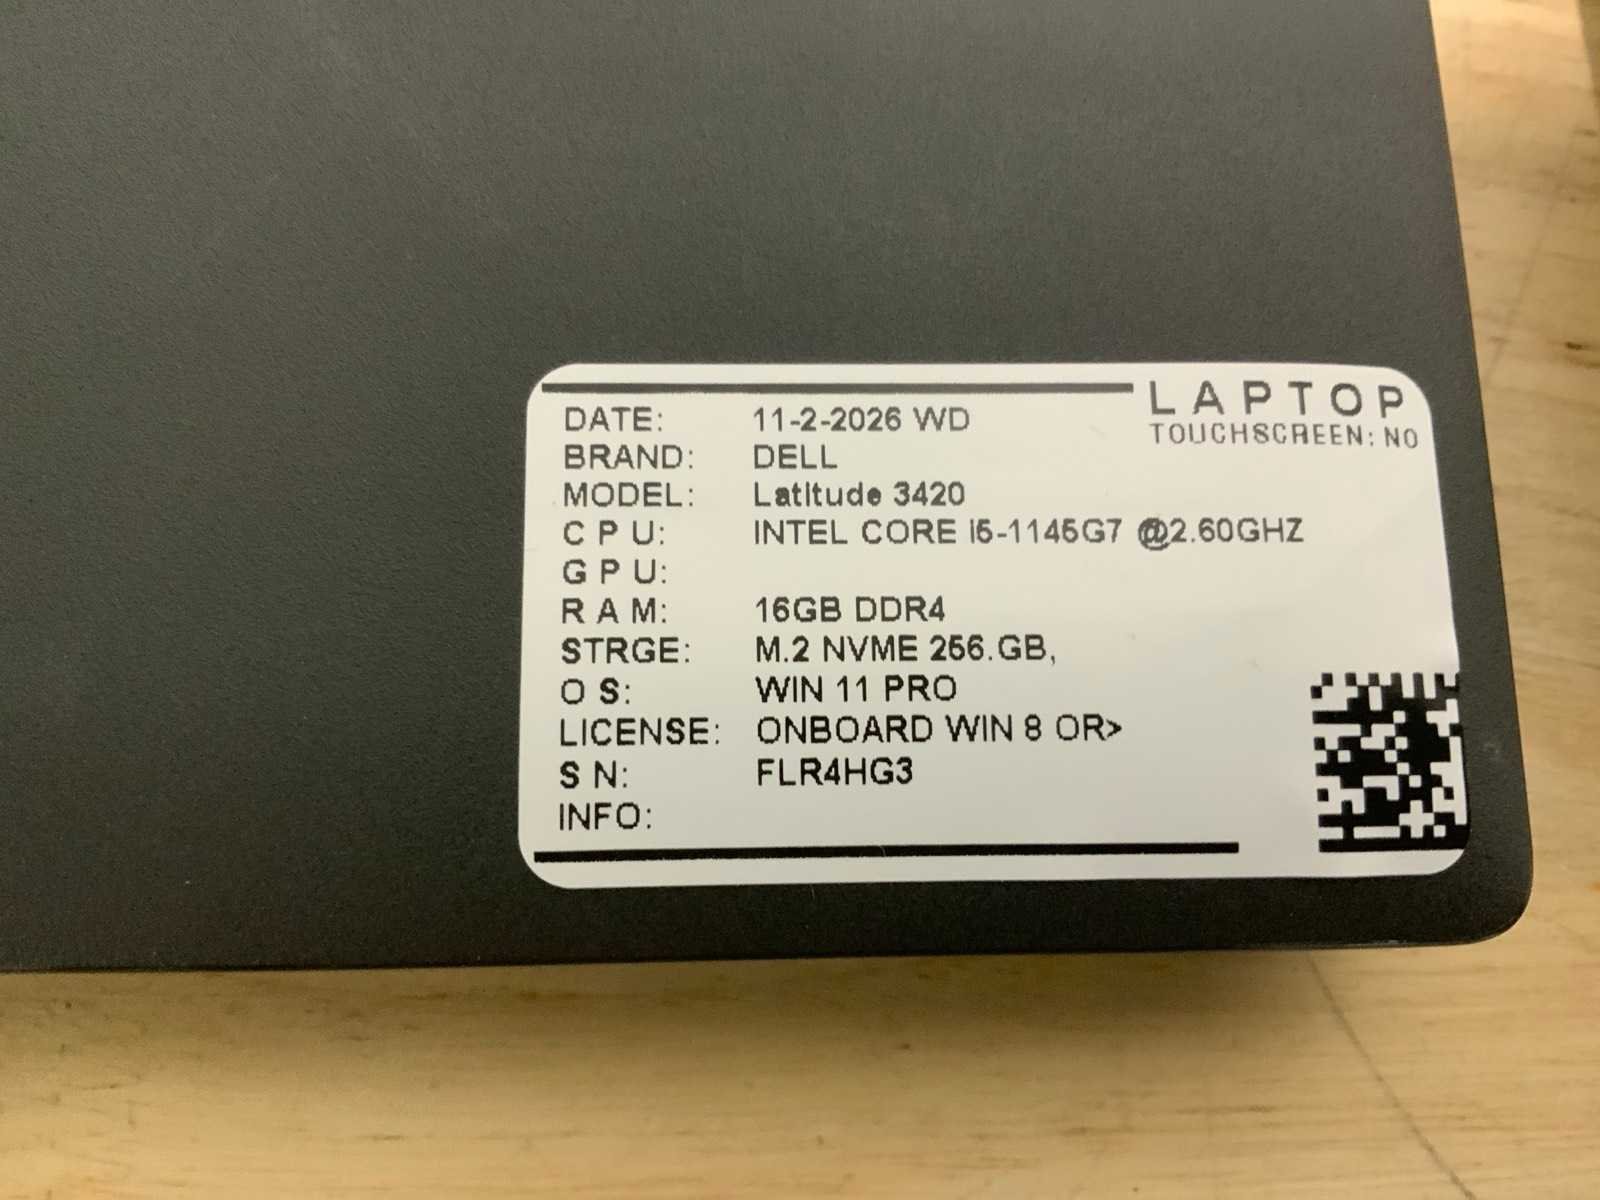 LAPTOP
TOUCHSCREEN: NO
DATE: 11-2-2026 WD
BRAND: DELL
MODEL: Latitude 3420
C P U: INTEL CORE I5-1145G7 @2.60GHZ
G P U:
R A M: 16GB DDR4
STRGE: M.2 NVME 256.GB,
O S: WIN 11 PRO
LICENSE: ONBOARD WIN 8 OR>
S N: FLR4HG3
INFO: